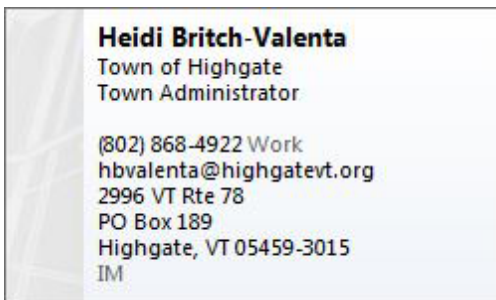 Heidi Britch-Valenta
Town of Highgate
Town Administrator
(802) 868-4922 Work
hbvalenta@highgatevt.org
2996 VT Rte 78
PO Box 189
Highgate, VT 05459-3015
IM